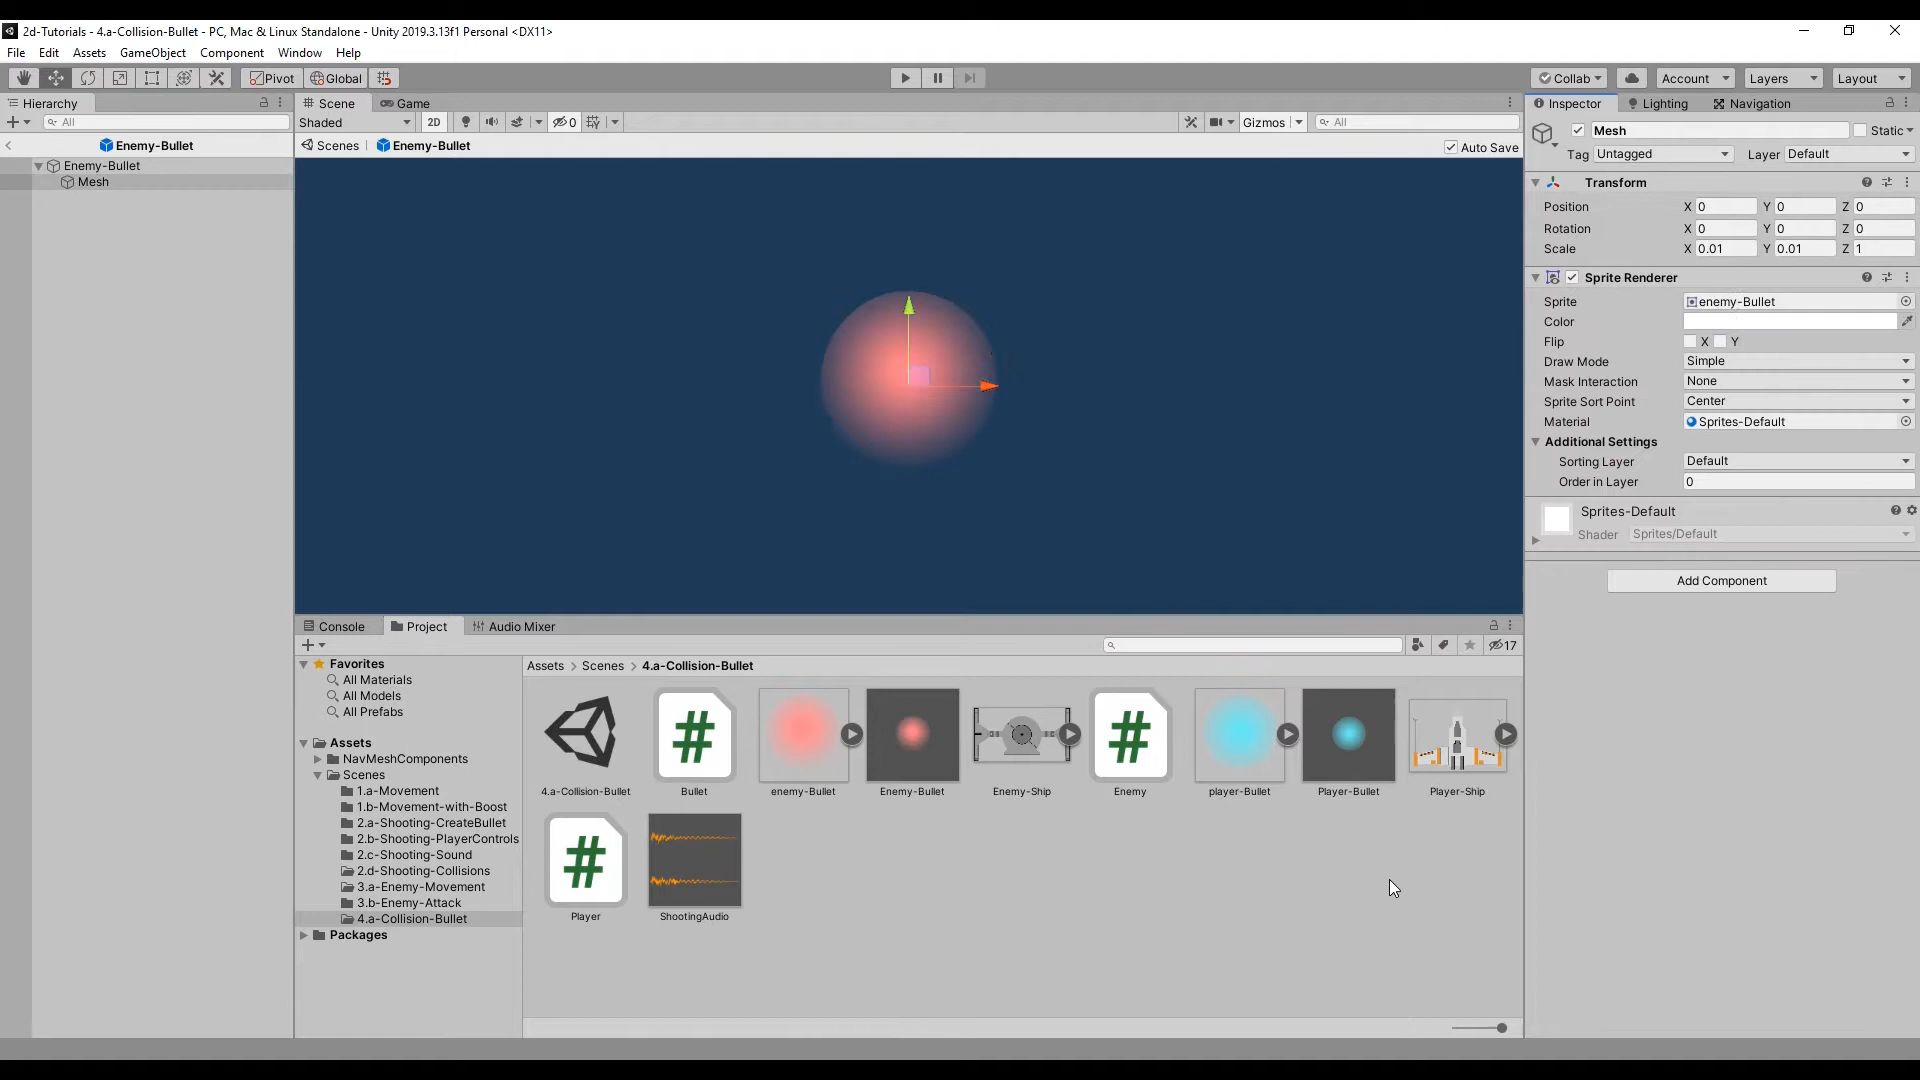 2d-Tutorials - 4.a-Collision-Bullet - PC, Mac & Linux Standalone - Unity 2019.3.13f1 Personal <DX11>
File Edit Assets GameObject Component Window Help
Pivot Global Collab Account Layers Layout
Hierarchy
All
Enemy-Bullet
Enemy-Bullet
Mesh
Scene Game
Shaded 2D 0 Gizmos All
Scenes Enemy-Bullet Auto Save
Inspector Lighting Navigation
Mesh Static
Tag Untagged Layer Default
Transform
Position X 0 Y 0 Z 0
Rotation X 0 Y 0 Z 0
Scale X 0.01 Y 0.01 Z 1
Sprite Renderer
Sprite enemy-Bullet
Color
Flip X Y
Draw Mode Simple
Mask Interaction None
Sprite Sort Point Center
Material Sprites-Default
Additional Settings
Sorting Layer Default
Order in Layer 0
Sprites-Default
Shader Sprites/Default
Add Component
Console Project Audio Mixer
17
Favorites
All Materials
All Models
All Prefabs
Assets
NavMeshComponents
Scenes
1.a-Movement
1.b-Movement-with-Boost
2.a-Shooting-CreateBullet
2.b-Shooting-PlayerControls
2.c-Shooting-Sound
2.d-Shooting-Collisions
3.a-Enemy-Movement
3.b-Enemy-Attack
4.a-Collision-Bullet
Packages
Assets > Scenes > 4.a-Collision-Bullet
# #
4.a-Collision-Bullet Bullet enemy-Bullet Enemy-Bullet Enemy-Ship Enemy player-Bullet Player-Bullet Player-Ship
#
Player ShootingAudio